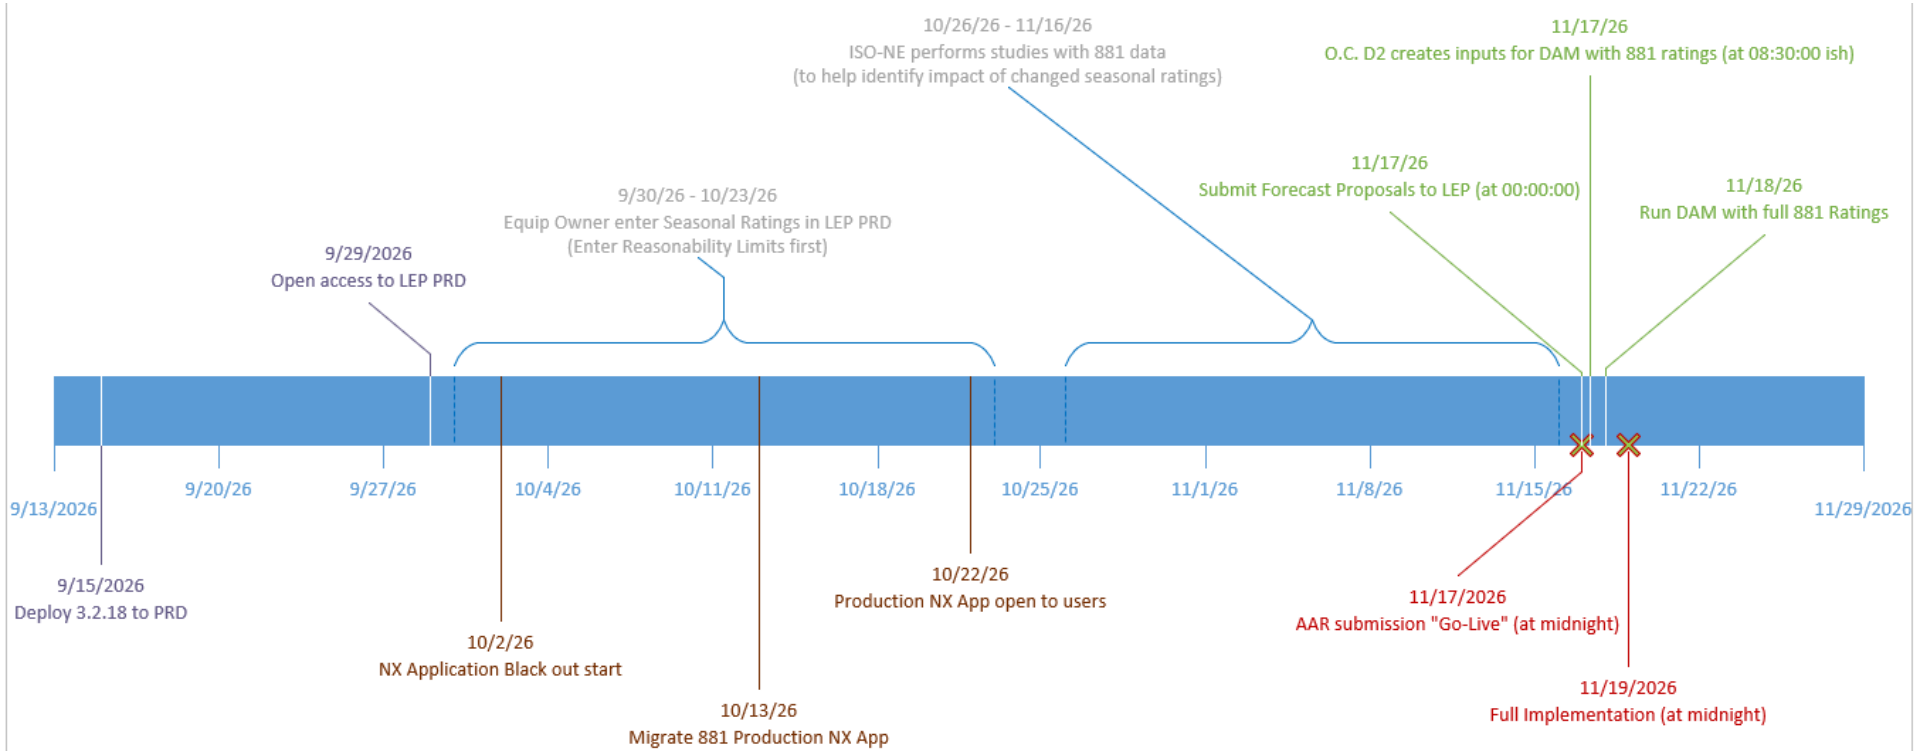 10/26/26 - 11/16/26
ISO-NE performs studies with 881 data
(to help identify impact of changed seasonal ratings)
11/17/26
O.C. D2 creates inputs for DAM with 881 ratings (at 08:30:00 ish)
11/17/26
Submit Forecast Proposals to LEP (at 00:00:00)
11/18/26
Run DAM with full 881 Ratings
9/30/26 - 10/23/26
Equip Owner enter Seasonal Ratings in LEP PRD
(Enter Reasonability Limits first)
9/29/2026
Open access to LEP PRD
9/13/2026
9/20/26
9/27/26
10/4/26
10/11/26
10/18/26
10/25/26
11/1/26
11/8/26
11/15/26
11/22/26
11/29/2026
9/15/2026
Deploy 3.2.18 to PRD
10/2/26
NX Application Black out start
10/13/26
Migrate 881 Production NX App
10/22/26
Production NX App open to users
11/17/2026
AAR submission "Go-Live" (at midnight)
11/19/2026
Full Implementation (at midnight)